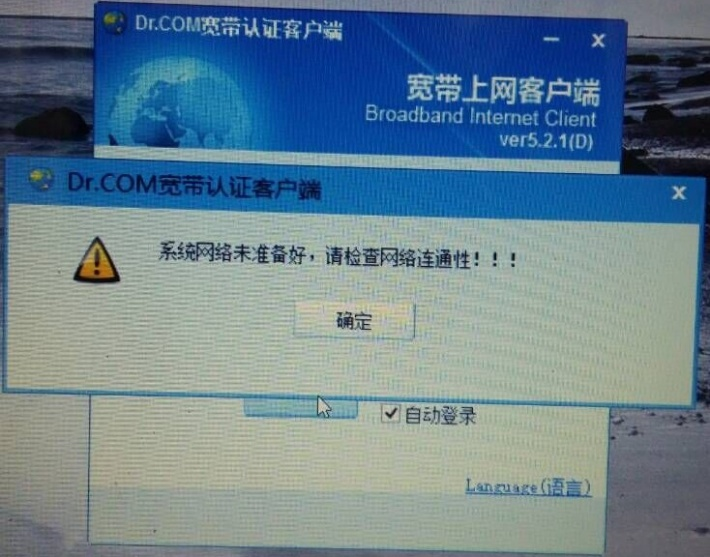 Dr.COM宽带认证客户端
宽带上网客户端
Broadband Internet Client
ver5.2.1(D)
Dr.COM宽带认证客户端
系统网络未准备好，请检查网络连通性！！！
确定
自动登录
Language(语言)